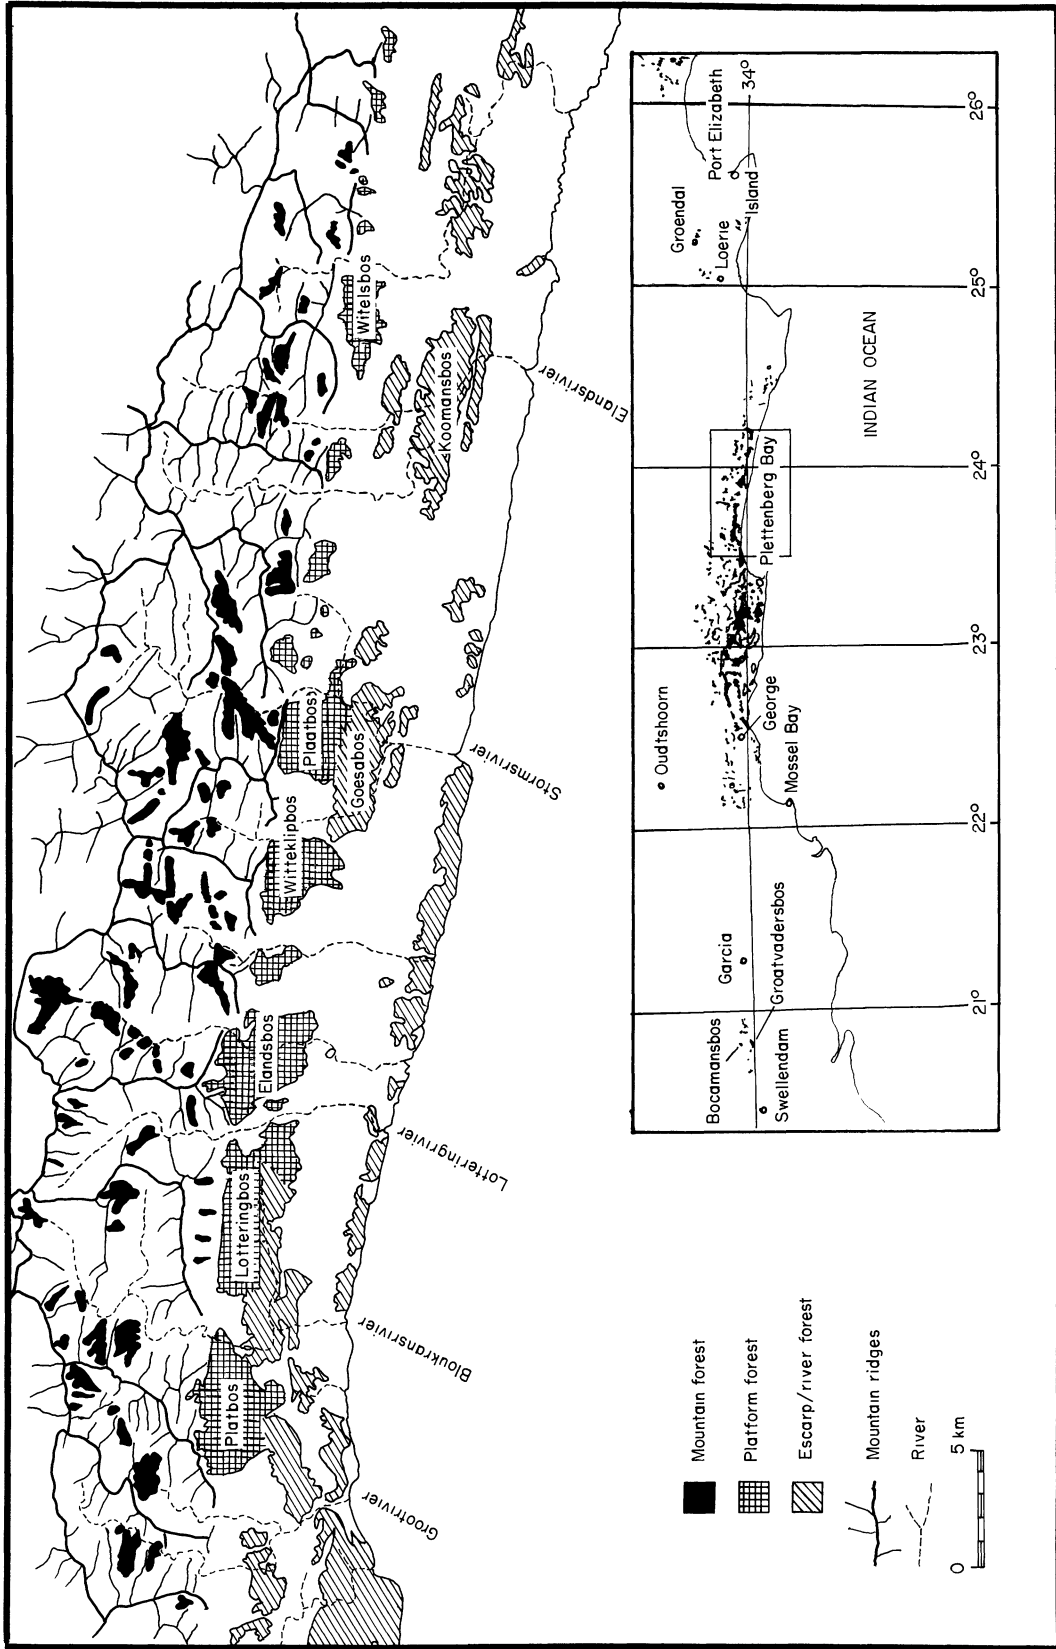 Platbos
Lotteringbos
Elandsbos
Witteklipbos
Plaatbos
Goesabos
Koomansbos
Witelsbos
Grootrivier
Bloukransrivier
Lotteringrivier
Stormsrivier
Elandsrivier
Mountain forest
Platform forest
Escarp/river forest
Mountain ridges
River
0
5 km
Bocamansbos
Swellendam
Groatvadersbos
Garcia
Oudtshoorn
Mossel Bay
George
Plettenberg Bay
Groendal
Loerie
Island
Port Elizabeth
34°
INDIAN OCEAN
21°
22°
23°
24°
25°
26°